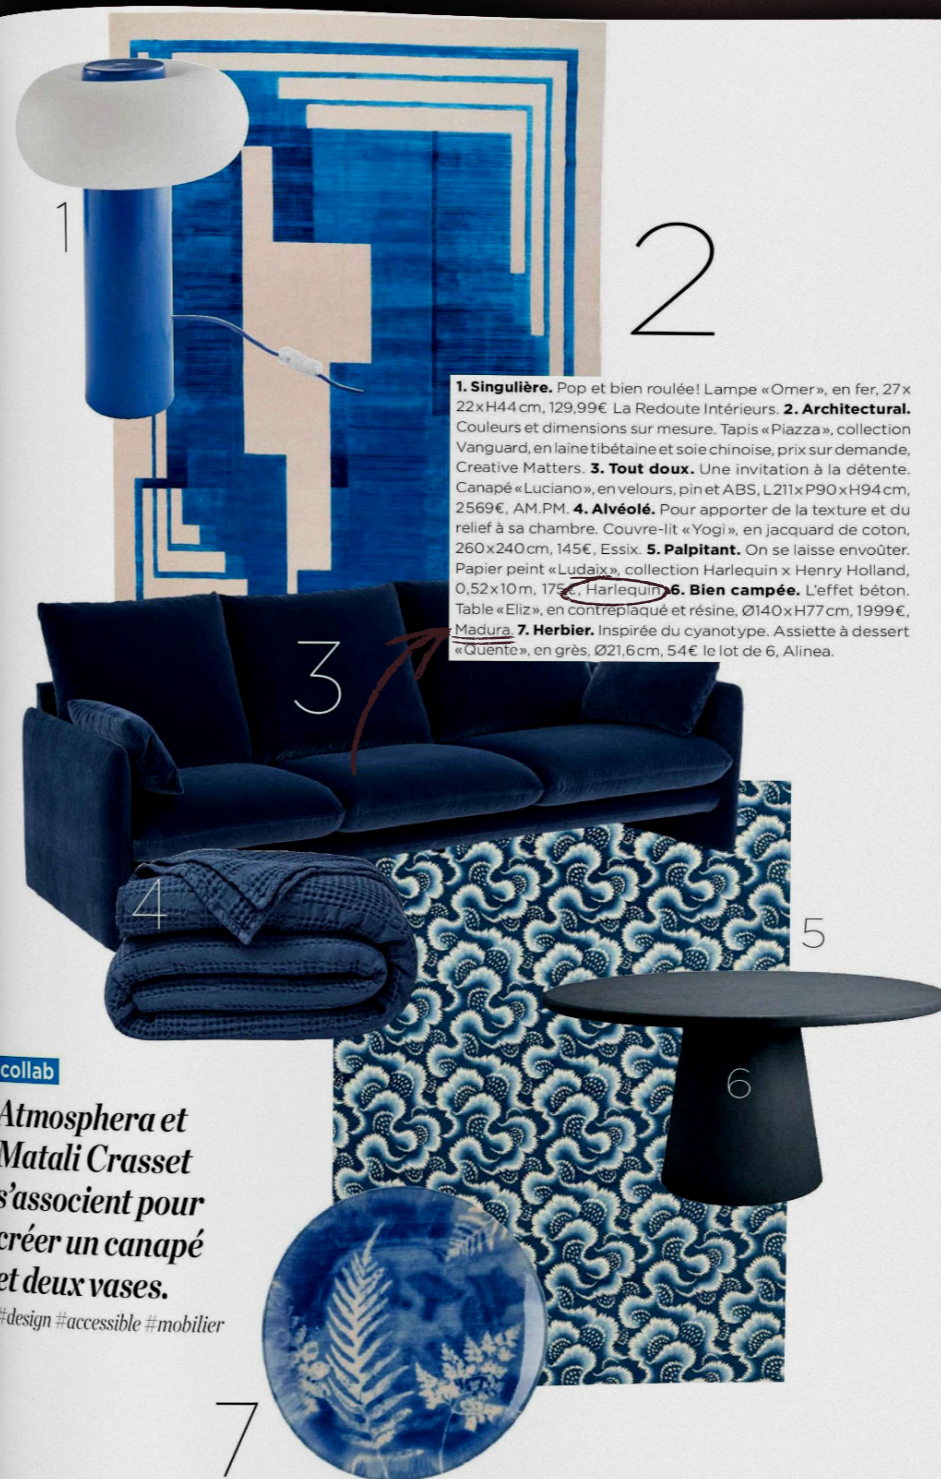 1
2
1. Singulière. Pop et bien roulée! Lampe «Omer», en fer, 27x
22xH44cm, 129,99€ La Redoute Intérieurs. 2. Architectural.
Couleurs et dimensions sur mesure. Tapis «Piazza», collection
Vanguard, en laine tibétaine et soie chinoise, prix sur demande,
Creative Matters. 3. Tout doux. Une invitation à la détente.
Canapé «Luciano», en velours, pin et ABS, L211xP90xH94cm,
2569€, AM.PM. 4. Alvéolé. Pour apporter de la texture et du
relief à sa chambre. Couvre-lit «Yogi», en jacquard de coton,
260x240cm, 145€, Essix. 5. Palpitant. On se laisse envoûter.
Papier peint «Ludaix», collection Harlequin x Henry Holland,
0,52x10m, 175€, Harlequin. 6. Bien campée. L'effet béton.
Table «Eliz», en contreplaqué et résine, Ø140xH77cm, 1999€,
Madura. 7. Herbier. Inspirée du cyanotype. Assiette à dessert
«Quente», en grès, Ø21,6cm, 54€ le lot de 6, Alinea.
3
4
5
6
collab
Atmosphera et
Matali Crasset
s'associent pour
créer un canapé
et deux vases.
#design #accessible #mobilier
7